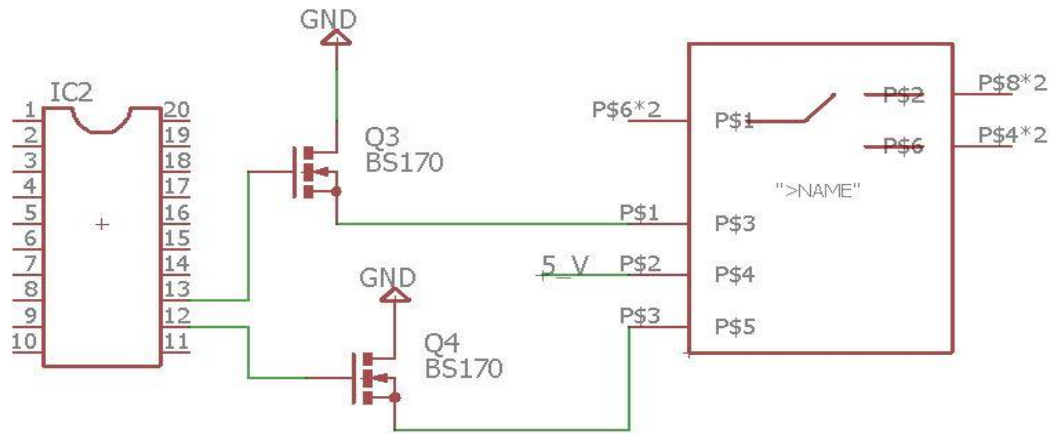 GND
IC2
1 20
2 19
3 18
4 17
5 16
6 15
7 14
8 13
9 12
10 11
Q3
BS170
GND
Q4
BS170
5_V
P$6*2
P$1
P$2
P$3
P$1
P$3
P$4
P$5
P$2
P$6
">NAME"
P$8*2
P$4*2